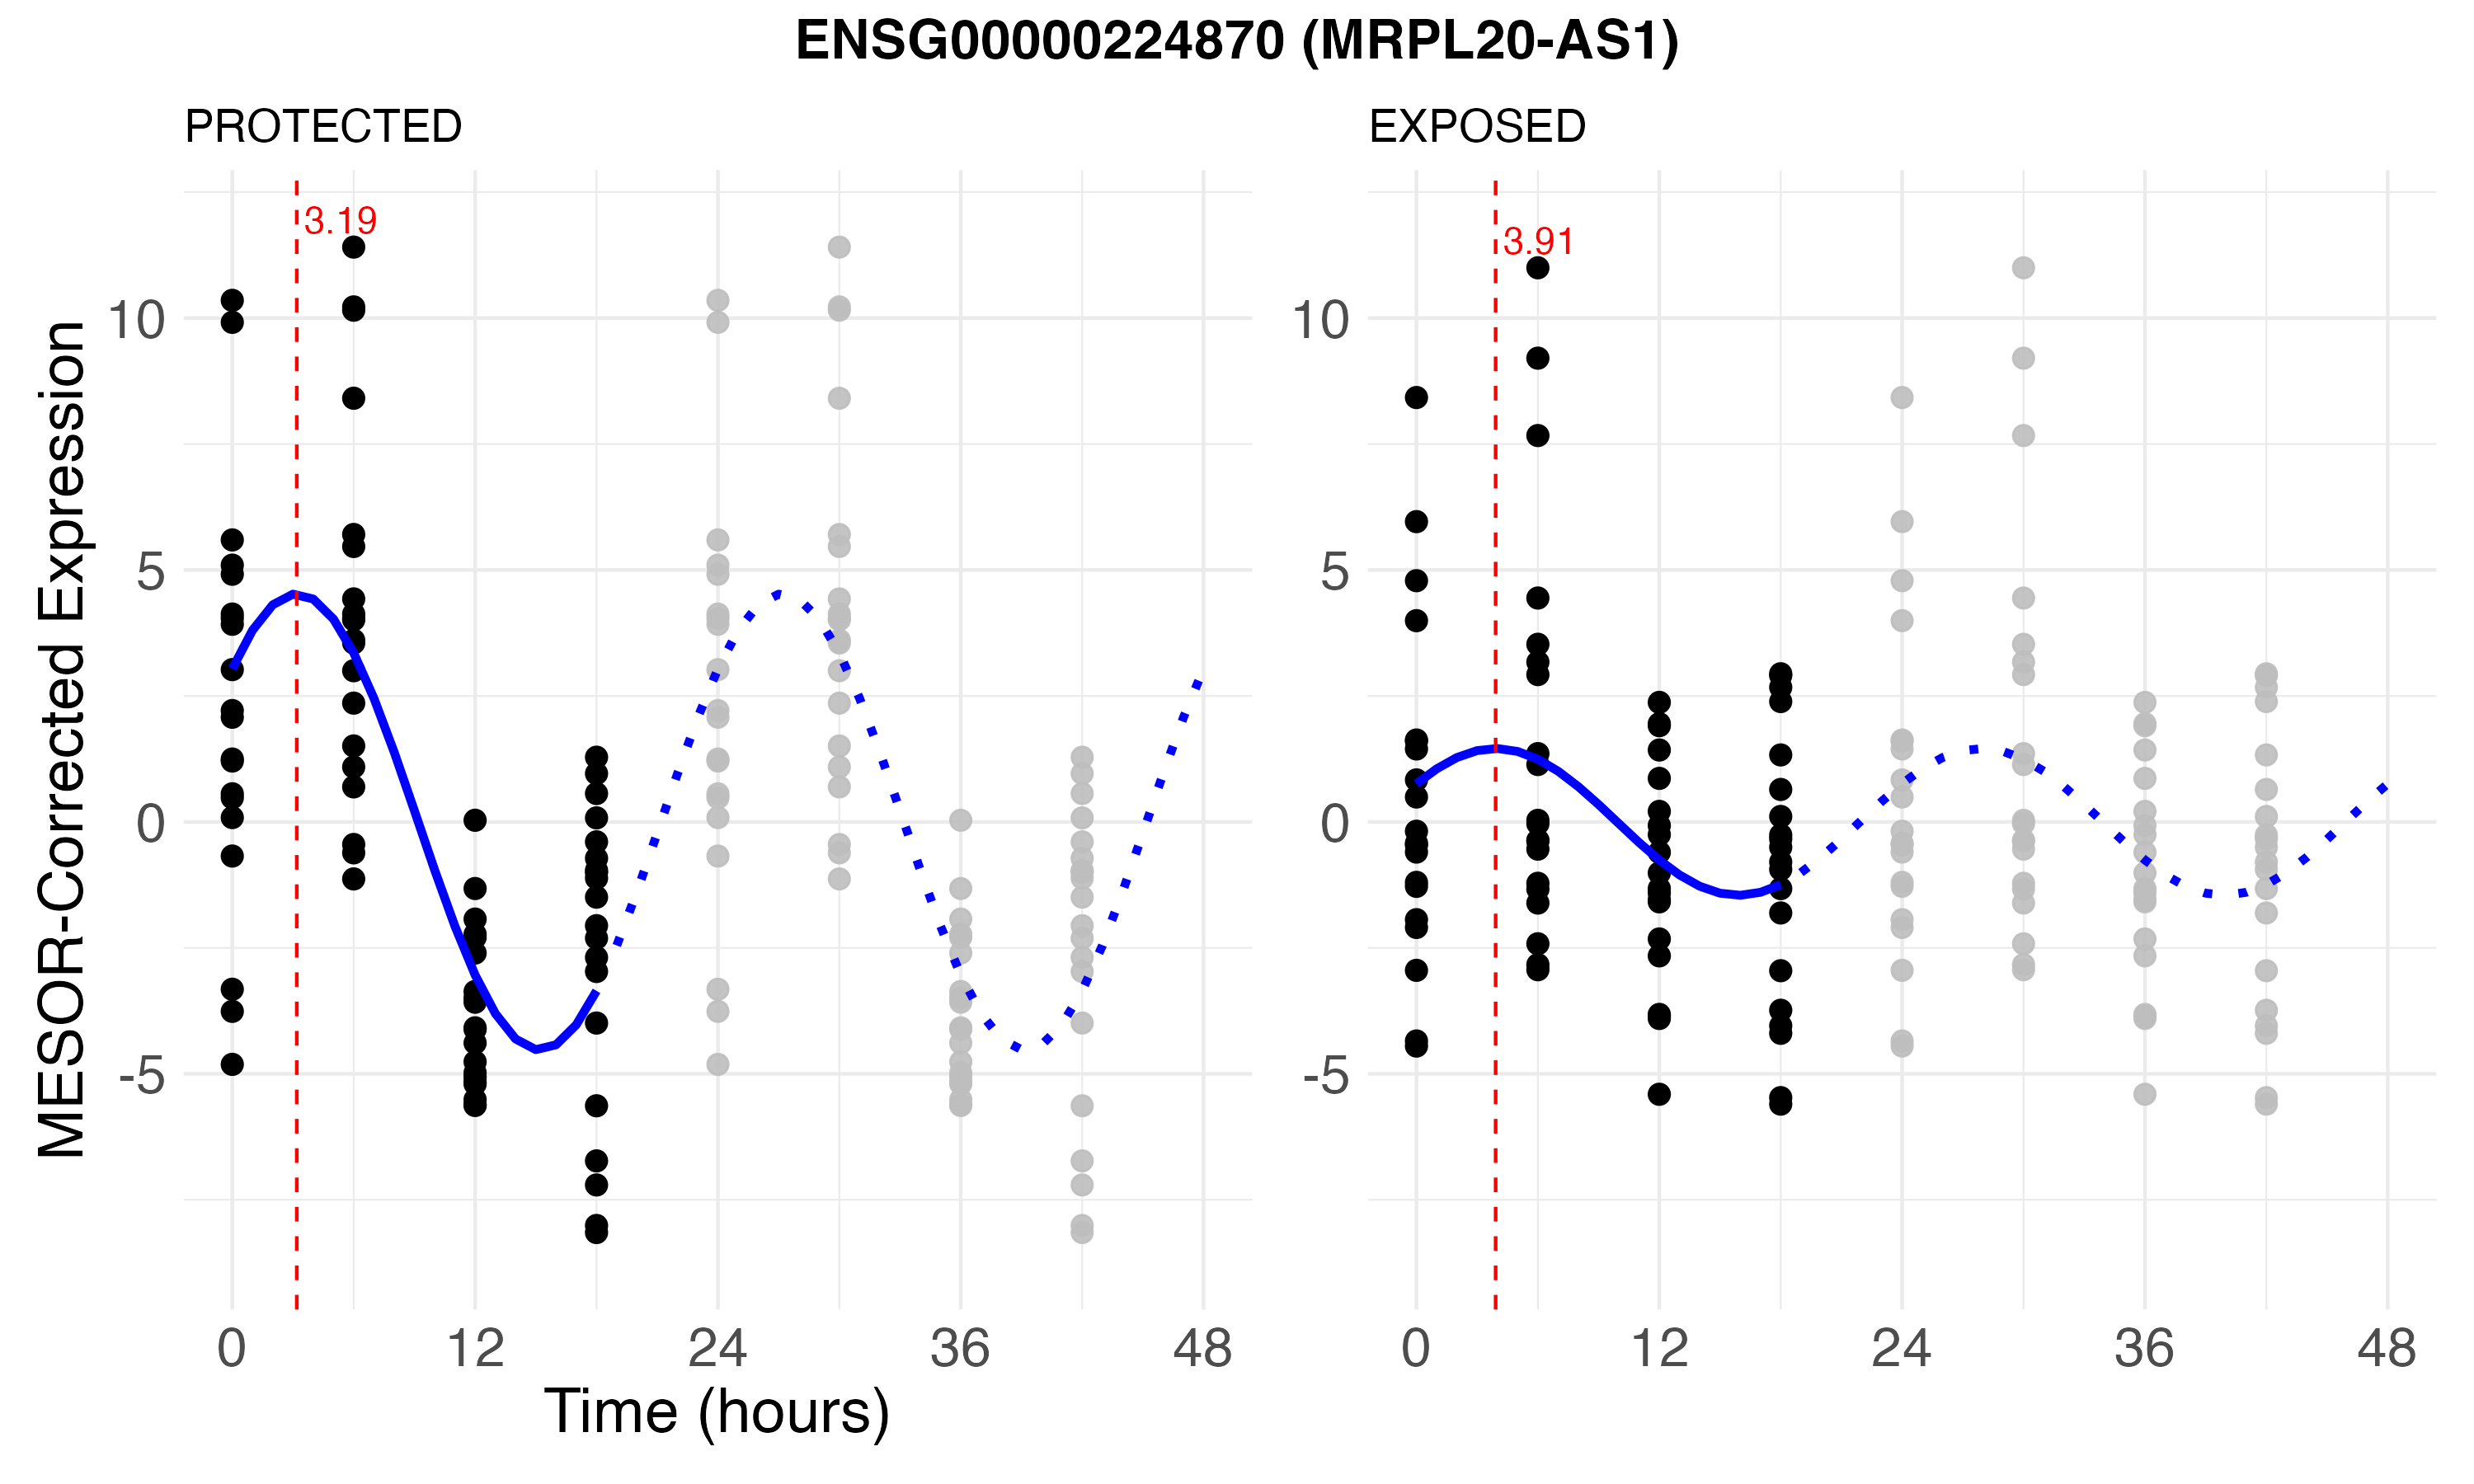 ENSG00000224870 (MRPL20-AS1)
PROTECTED
EXPOSED
3.19
3.91
10
5
0
-5
10
5
0
-5
MESOR-Corrected Expression
0 12 24 36 48
0 12 24 36 48
Time (hours)